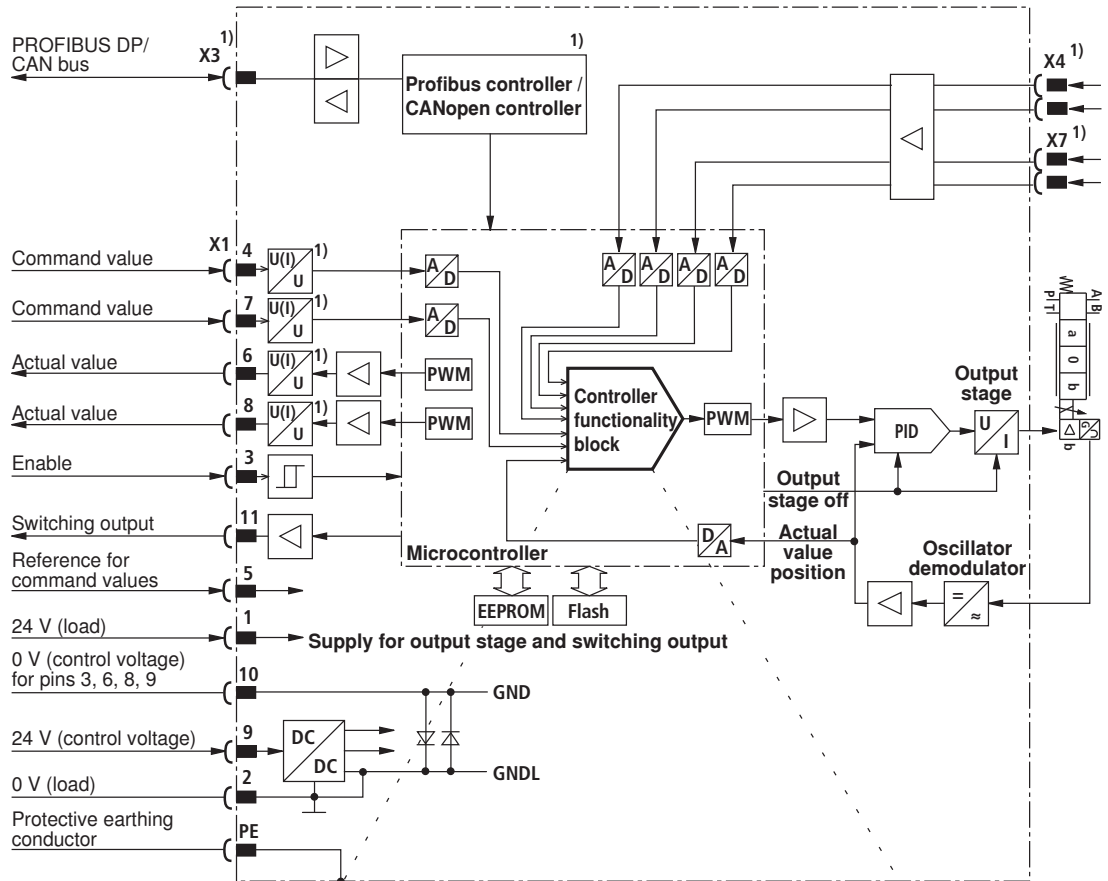 PROFIBUS DP/
CAN bus
1)
X3
Profibus controller /
CANopen controller
1)
X4 1)
X7 1)
X1
Command value
4
U(I)
U
1)
A
D
A
D
A
D
A
D
A
D
Command value
7
U(I)
U
1)
A
D
Actual value
6
U(I)
U
1)
PWM
Actual value
8
U(I)
U
1)
PWM
Controller
functionality
block
PWM
PID
Output
stage
U
I
A B
P T
a
0
b
G
b
Enable
3
Output
stage off
Switching output
11
Microcontroller
D
A
Actual
value
position
Oscillator
demodulator
=
≈
Reference for
command values
5
EEPROM
Flash
24 V (load)
1
Supply for output stage and switching output
0 V (control voltage)
for pins 3, 6, 8, 9
10
GND
24 V (control voltage)
9
DC
DC
GNDL
0 V (load)
2
Protective earthing
conductor
PE